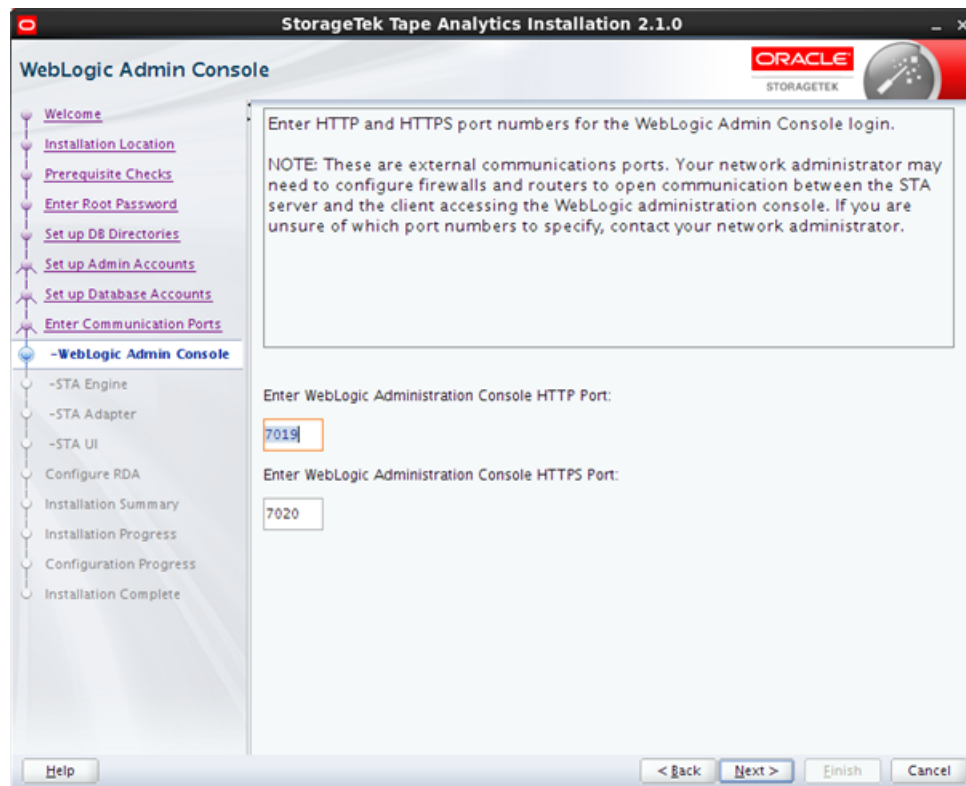 StorageTek Tape Analytics Installation 2.1.0
WebLogic Admin Console
ORACLE
STORAGETEK
Welcome
Installation Location
Prerequisite Checks
Enter Root Password
Set up DB Directories
Set up Admin Accounts
Set up Database Accounts
Enter Communication Ports
-WebLogic Admin Console
-STA Engine
-STA Adapter
-STA UI
Configure RDA
Installation Summary
Installation Progress
Configuration Progress
Installation Complete
Enter HTTP and HTTPS port numbers for the WebLogic Admin Console login.
NOTE: These are external communications ports. Your network administrator may
need to configure firewalls and routers to open communication between the STA
server and the client accessing the WebLogic administration console. If you are
unsure of which port numbers to specify, contact your network administrator.
Enter WebLogic Administration Console HTTP Port:
7019
Enter WebLogic Administration Console HTTPS Port:
7020
Help
< Back
Next >
Finish
Cancel